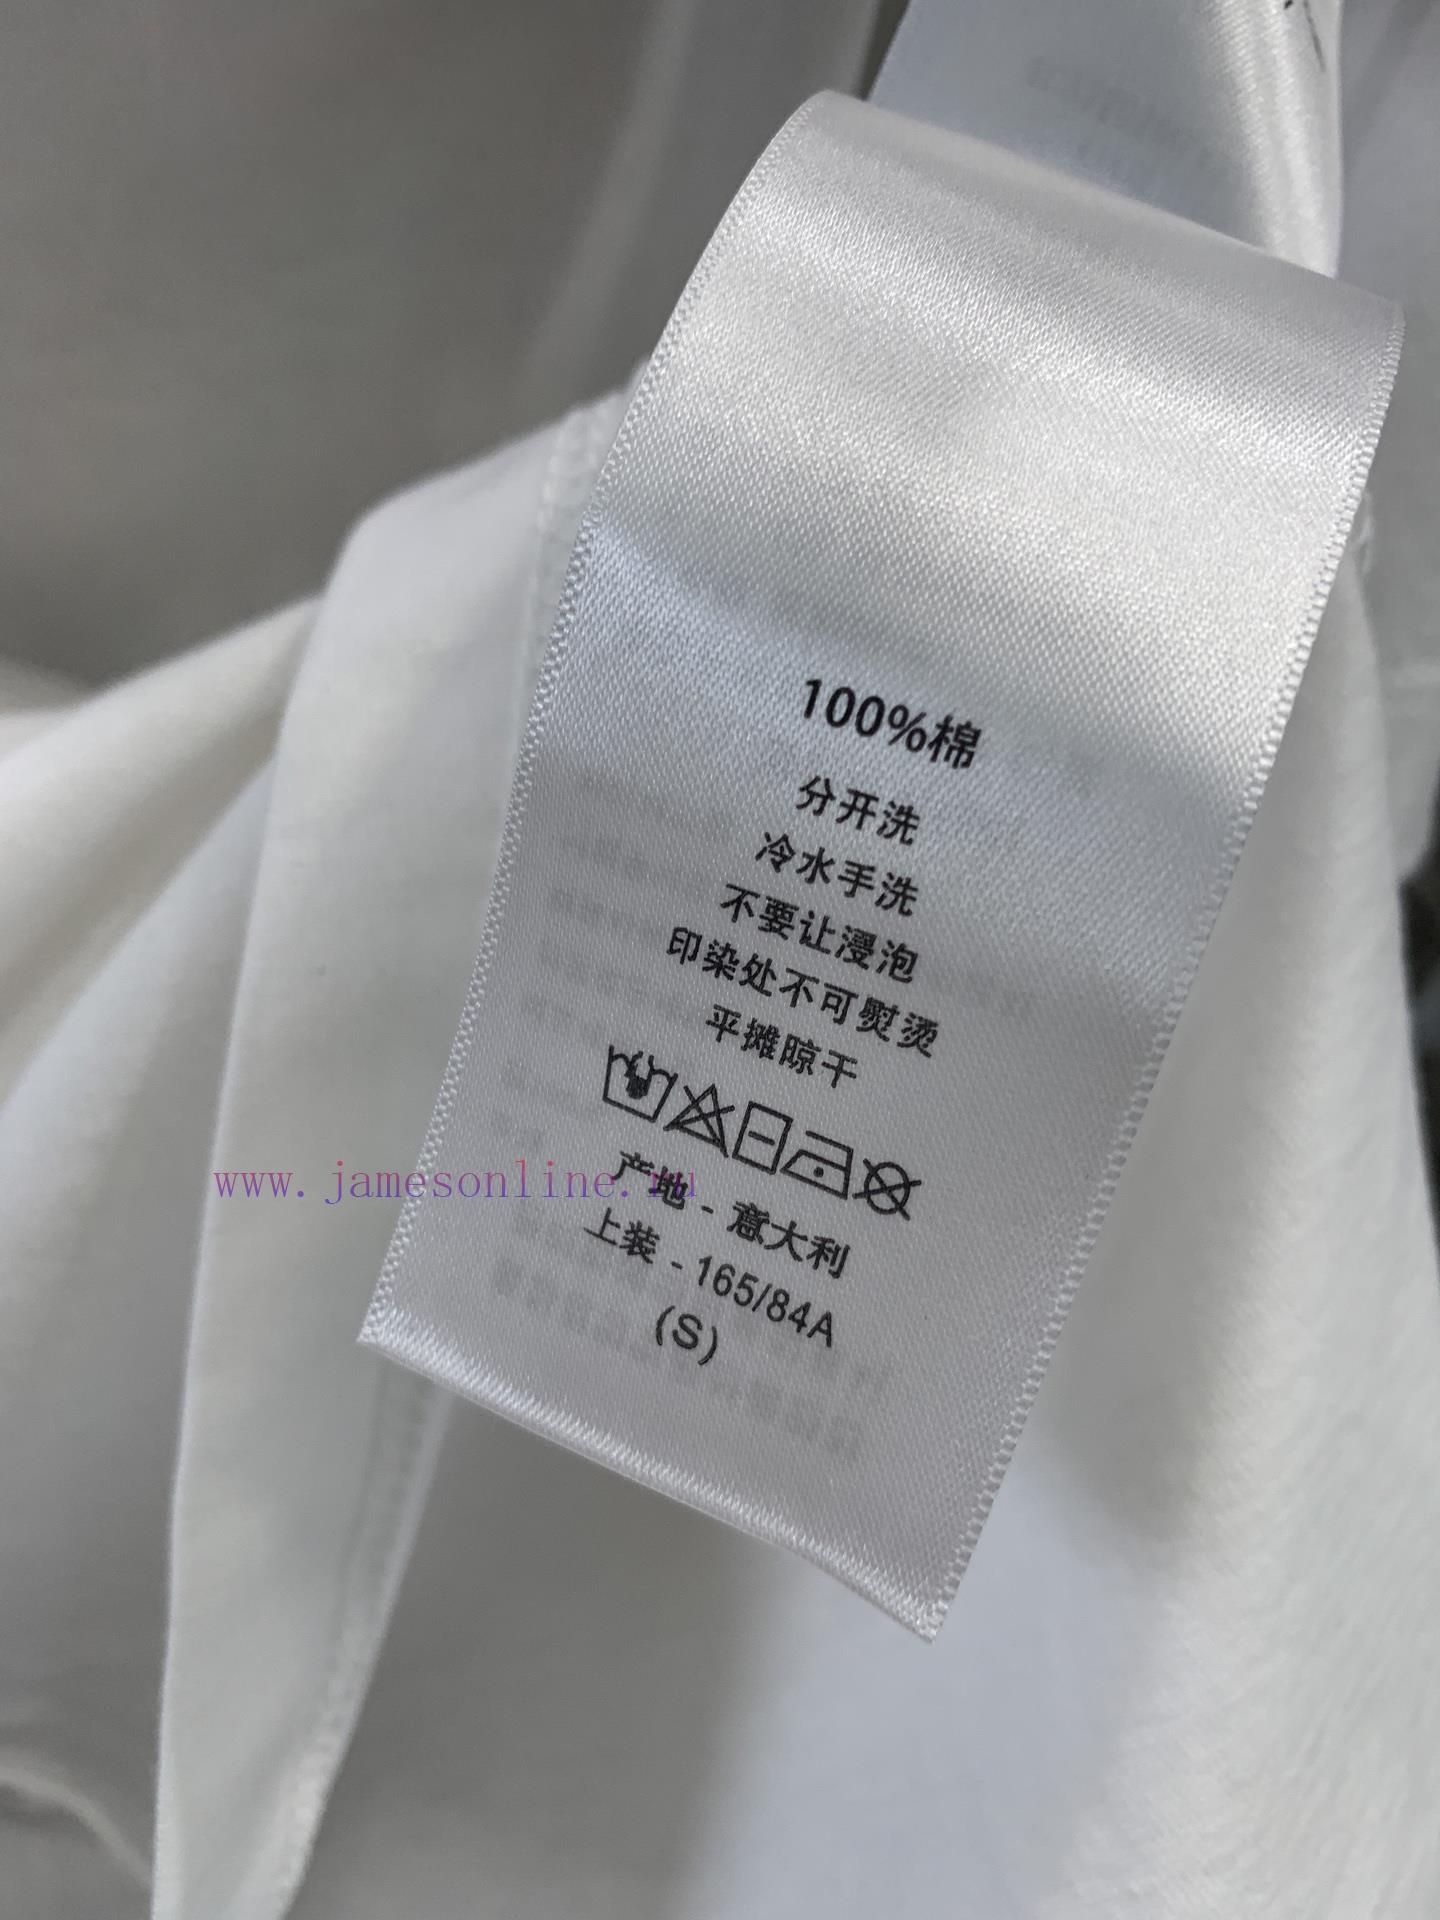 100%棉
分开洗
冷水手洗
不要让浸泡
印染处不可熨烫
平摊晾干
www.jamesonline.ru
产地 - 意大利
上装 - 165/84A
(S)